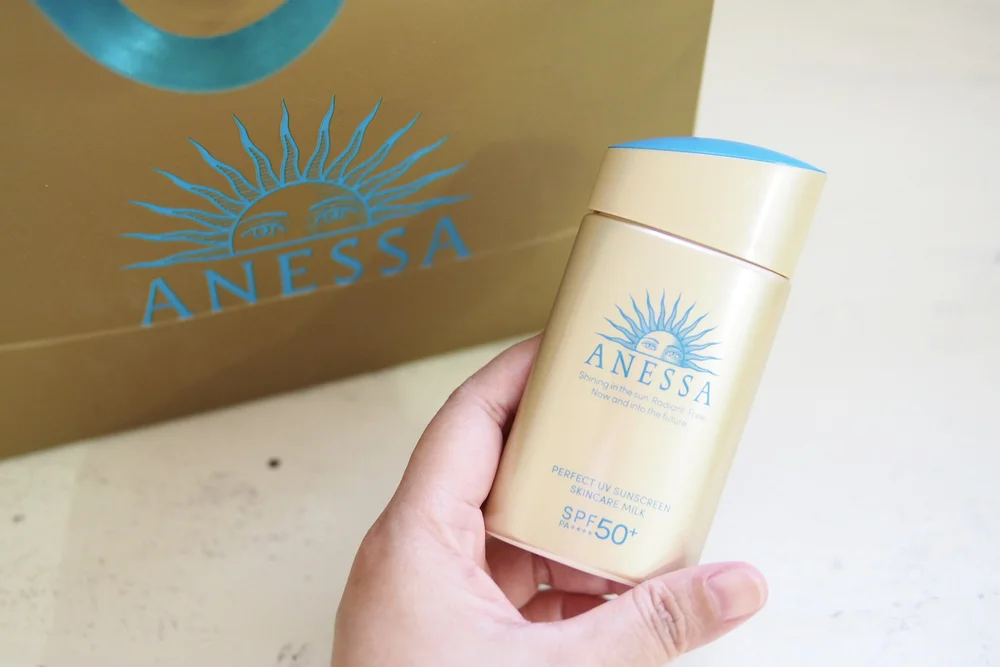 ANESSA
ANESSA
Shining in the sun. Radiant. Free.
Now and into the future.
PERFECT UV SUNSCREEN
SKINCARE MILK
SPF50+
PA++++